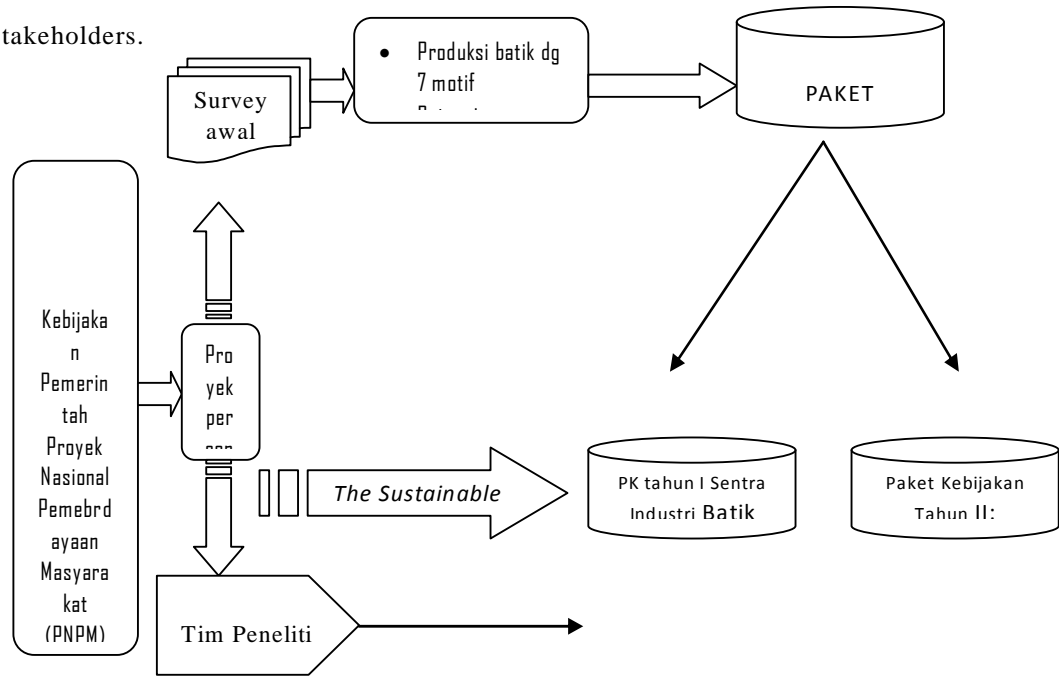 takeholders.
Produksi batik dg
7 motif
PAKET
Survey
awal
Kebijaka
n
Pemerin
tah
Proyek
Nasional
Pemebrd
ayaan
Masyara
kat
(PNPM)
Pro
yek
per
The Sustainable
PK tahun I Sentra
Industri Batik
Paket Kebijakan
Tahun II:
Tim Peneliti